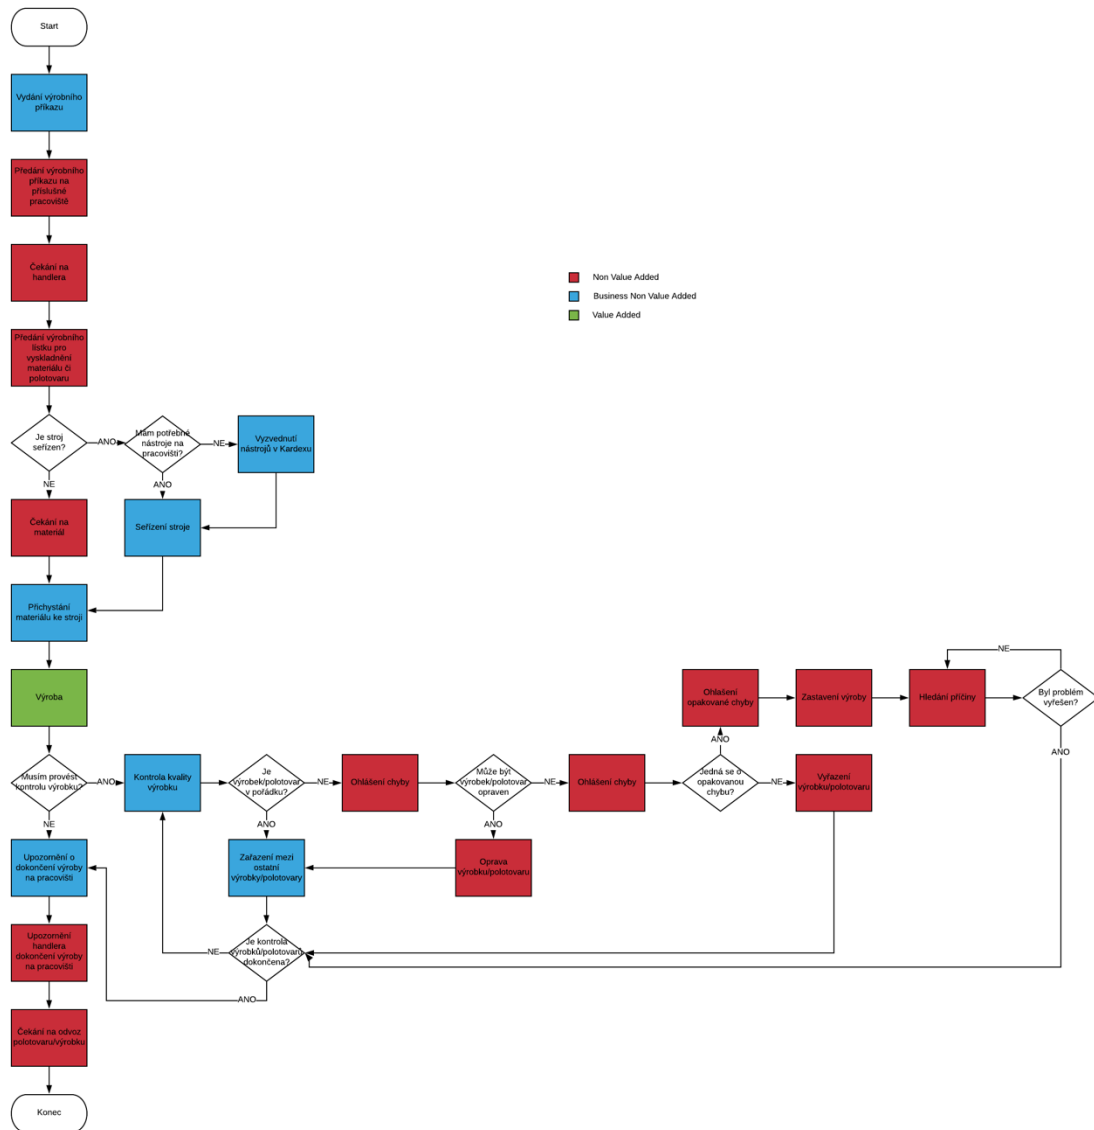 Start
Vydání výrobního
příkazu
Předání výrobního
příkazu na
příslušné
pracoviště
Čekání na
handlera
Non Value Added
Business Non Value Added
Value Added
Předání výrobního
lístku pro
vyskladnění
materiálu či
polotovaru
Je stroj
seřízen?
ANO
Mám potřebné
nástroje na
pracovišti?
NE
Vyzvednutí
nástrojů v Kardexu
NE
ANO
Čekání na
materiál
Seřízení stroje
Přichystání
materiálu ke stroji
Výroba
Ohlašení
opakované chyby
Zastavení výroby
Hledání příčiny
NE
Byl problém
vyřešen?
ANO
ANO
Musím provést
kontrolu výrobku?
ANO
Kontrola kvality
výrobku
Je
výrobek/polotovar
v pořádku?
NE
Ohlášení chyby
Může být
výrobek/polotovar
opraven
NE
Ohlášení chyby
Jedná se o
opakovanou
chybu?
NE
Vyřazení
výrobku/polotovaru
NE
ANO
ANO
Upozornění o
dokončení výroby
na pracovišti
Zařazení mezi
ostatní
výrobky/polotovary
Oprava
výrobku/polotovaru
Upozornění
handlera
dokončení výroby
na pracovišti
NE
Je kontrola
výrobků/polotovarů
dokončena?
ANO
Čekání na odvoz
polotovaru/výrobku
Konec